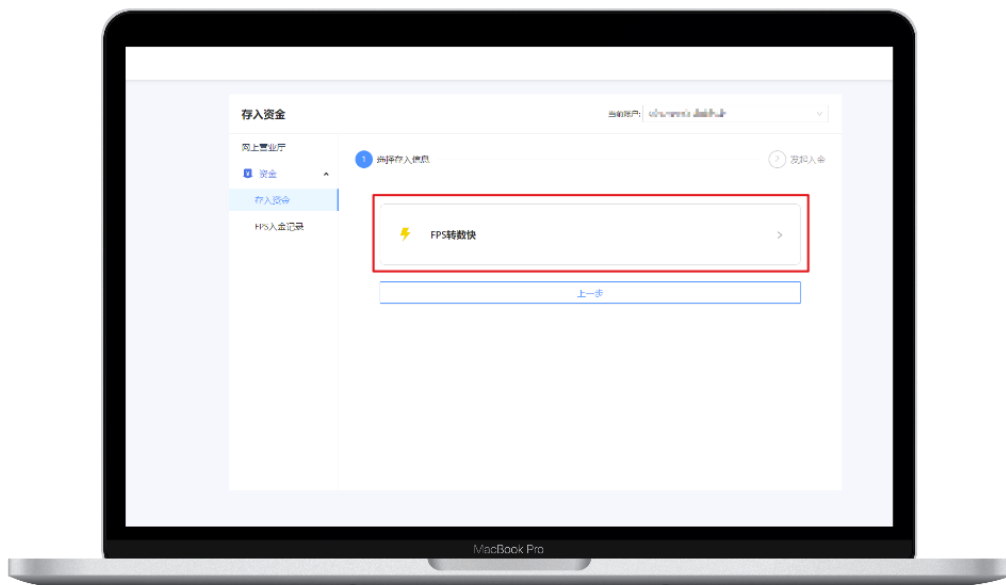 存入资金
当前账户:
网上营业厅
资金
存入资金
FPS入金记录
1 选择存入信息
2 发起入金
FPS转数快
上一步
MacBook Pro